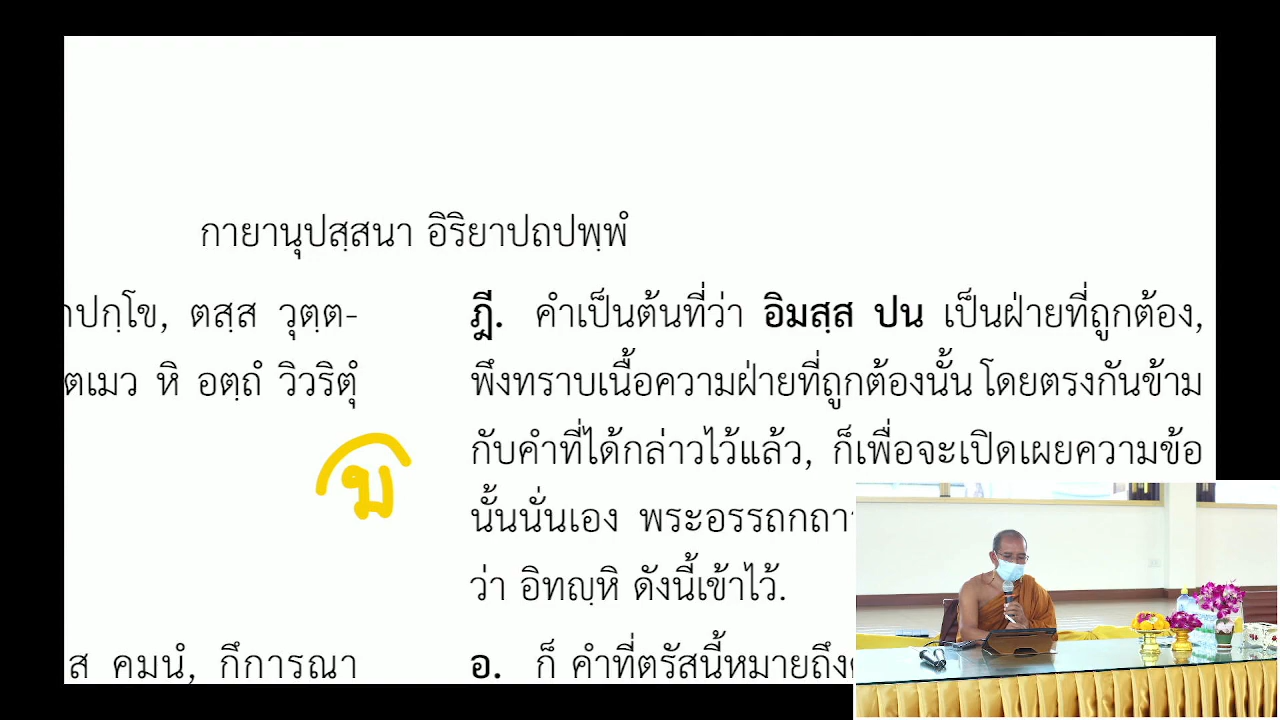 กายานุปสฺสนา อิริยาปถปพฺพํ
ปกฺโข, ตสฺส วุตฺต-
ตเมว หิ อตฺถํ วิวริตุํ
ฎี. คำเป็นต้นที่ว่า อิมสฺส ปน เป็นฝ่ายที่ถูกต้อง,
พึงทราบเนื้อความฝ่ายที่ถูกต้องนั้น โดยตรงกันข้าม
กับคำที่ได้กล่าวไว้แล้ว, ก็เพื่อจะเปิดเผยความข้อ
นั้นนั่นเอง พระอรรถกถา
ว่า อิทญฺหิ ดังนี้เข้าไว้.
ส คมนํ, กึการณา
อ. ก็ คำที่ตรัสนี้หมายถึง